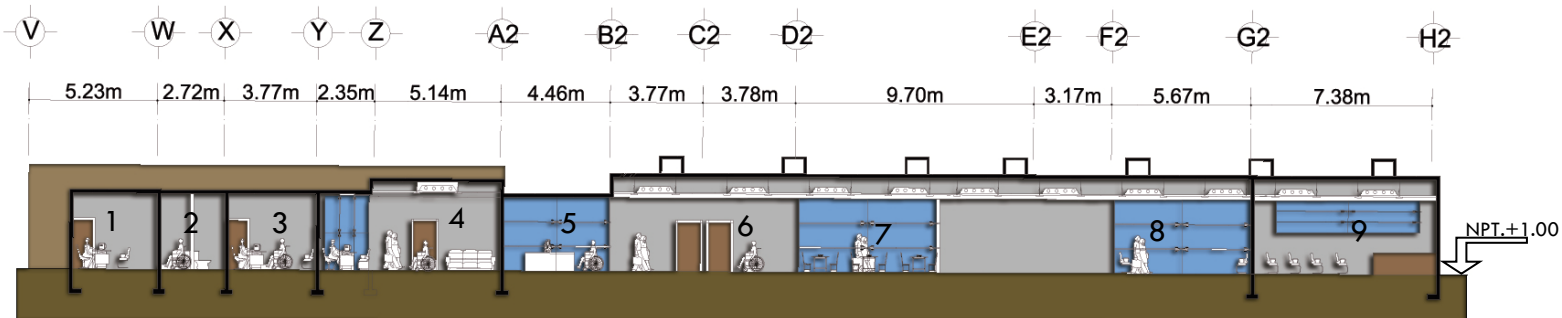 V W X Y Z A2 B2 C2 D2 E2 F2 G2 H2
5.23m 2.72m 3.77m 2.35m 5.14m 4.46m 3.77m 3.78m 9.70m 3.17m 5.67m 7.38m
1 2 3 4 5 6 7 8 9
NPT.+1.00